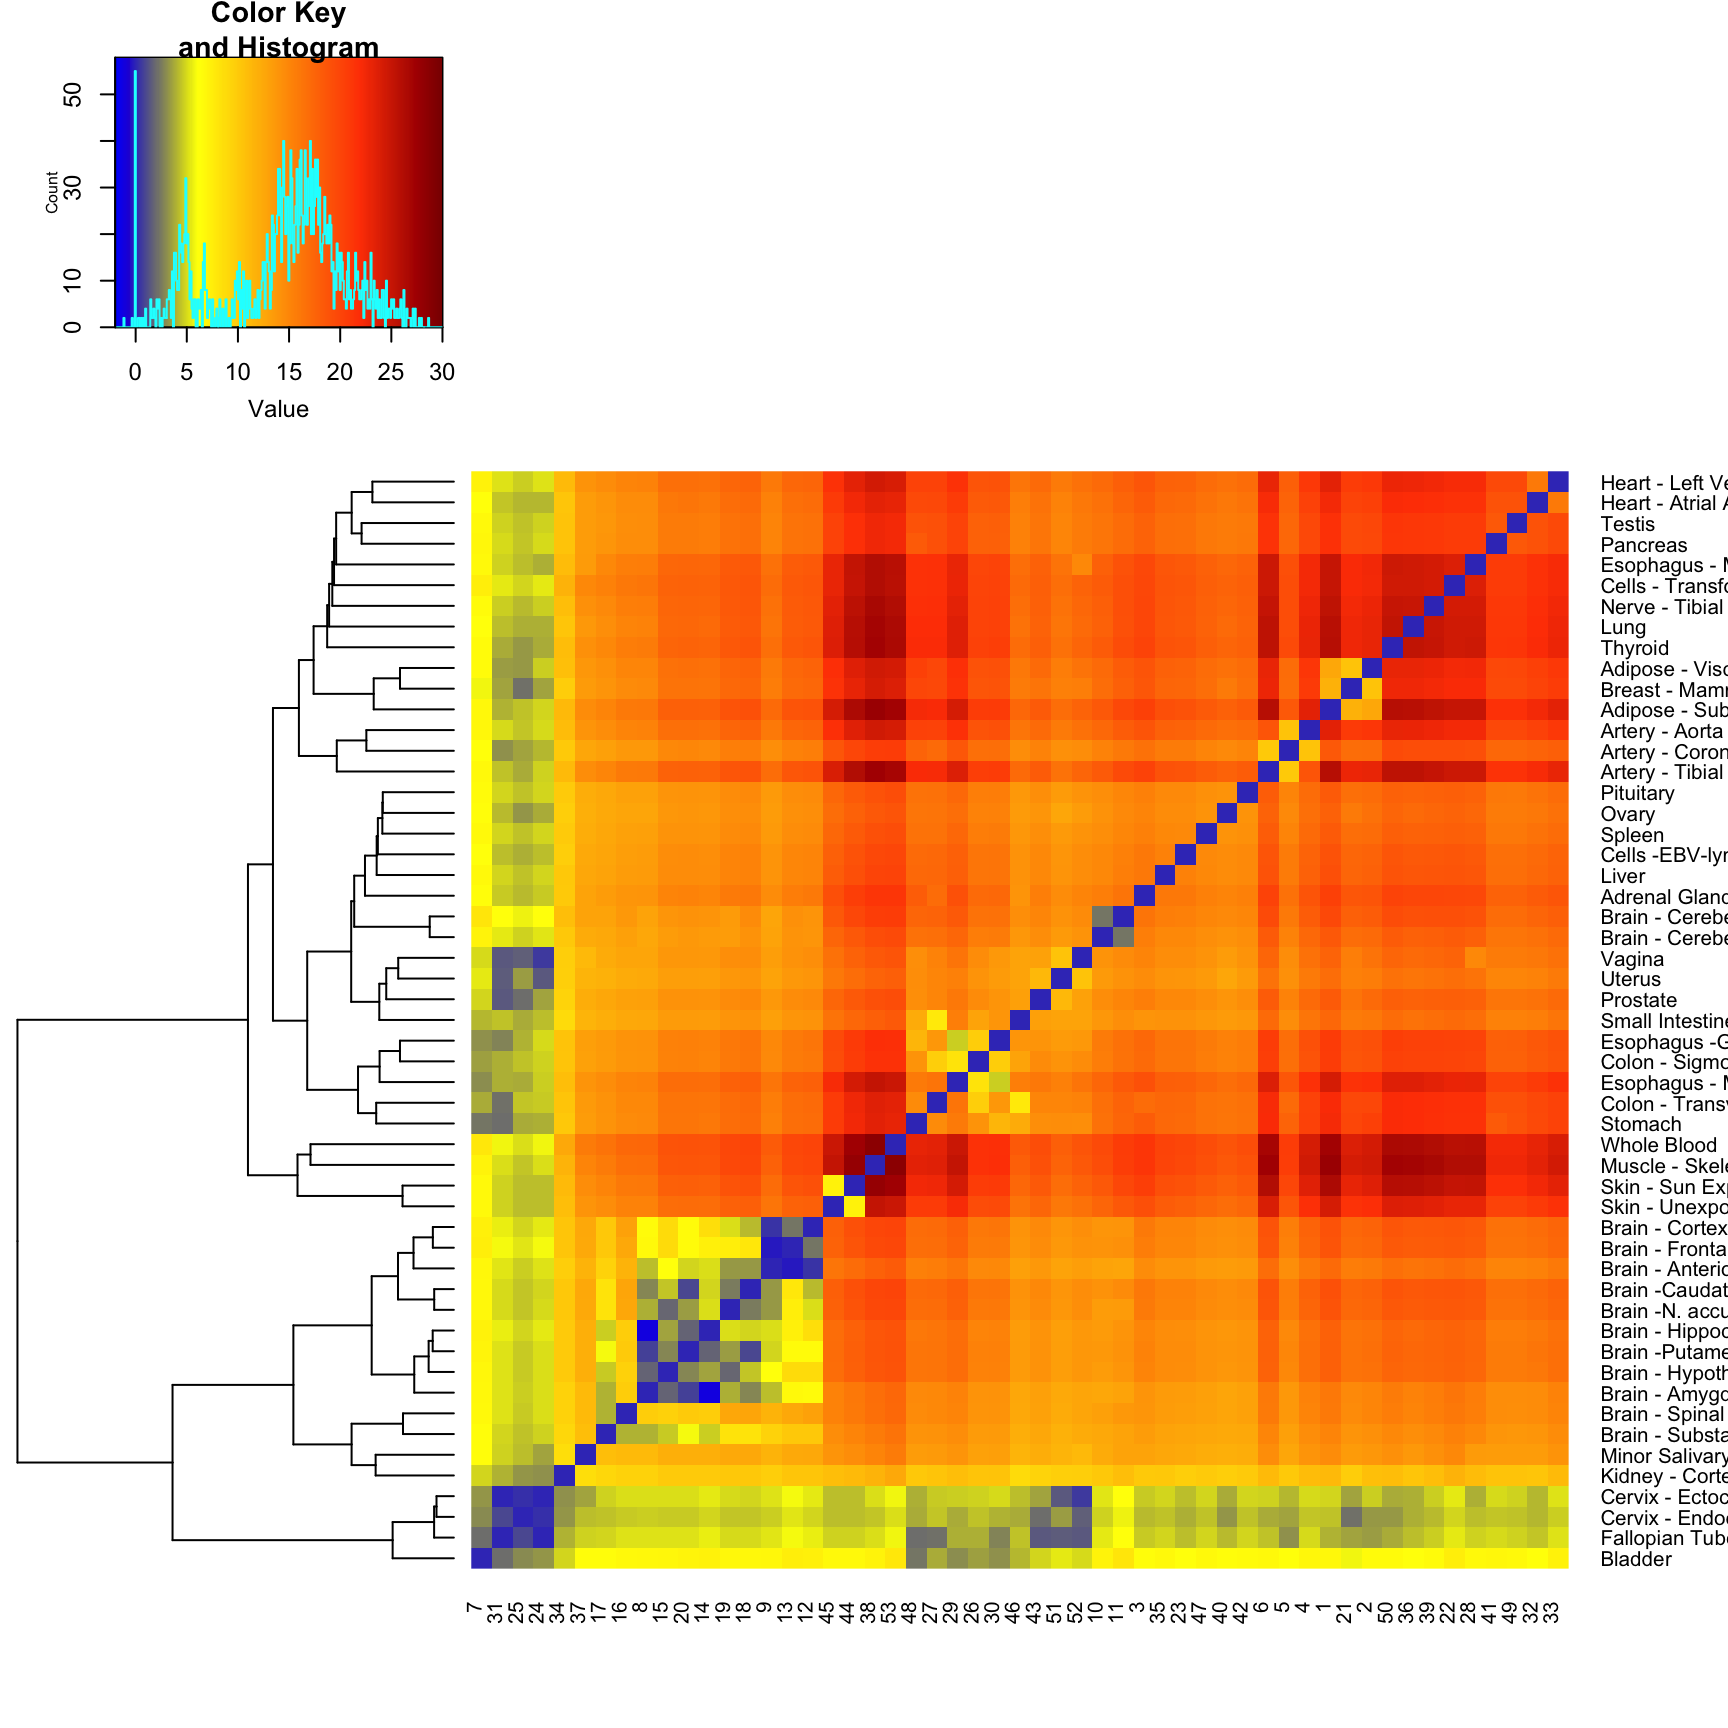 Color Key
and Histogram
Count
0 10 30 50
0 5 10 15 20 25 30
Value
Heart - Left Ve
Heart - Atrial A
Testis
Pancreas
Esophagus - M
Cells - Transfo
Nerve - Tibial
Lung
Thyroid
Adipose - Visc
Breast - Mamm
Adipose - Sub
Artery - Aorta
Artery - Coron
Artery - Tibial
Pituitary
Ovary
Spleen
Cells -EBV-lyn
Liver
Adrenal Gland
Brain - Cerebe
Brain - Cerebe
Vagina
Uterus
Prostate
Small Intestine
Esophagus -G
Colon - Sigmo
Esophagus - M
Colon - Transv
Stomach
Whole Blood
Muscle - Skele
Skin - Sun Exp
Skin - Unexpo
Brain - Cortex
Brain - Fronta
Brain - Anterio
Brain -Caudat
Brain -N. accu
Brain - Hippoc
Brain -Putame
Brain - Hypoth
Brain - Amygd
Brain - Spinal
Brain - Substa
Minor Salivary
Kidney - Corte
Cervix - Ectoc
Cervix - Endoc
Fallopian Tube
Bladder
7 31 25 24 34 37 17 16 8 15 20 14 19 18 9 13 12 45 44 38 53 48 27 29 26 30 46 43 51 52 10 11 3 35 23 47 40 42 6 5 4 1 21 2 50 36 39 22 28 41 49 32 33